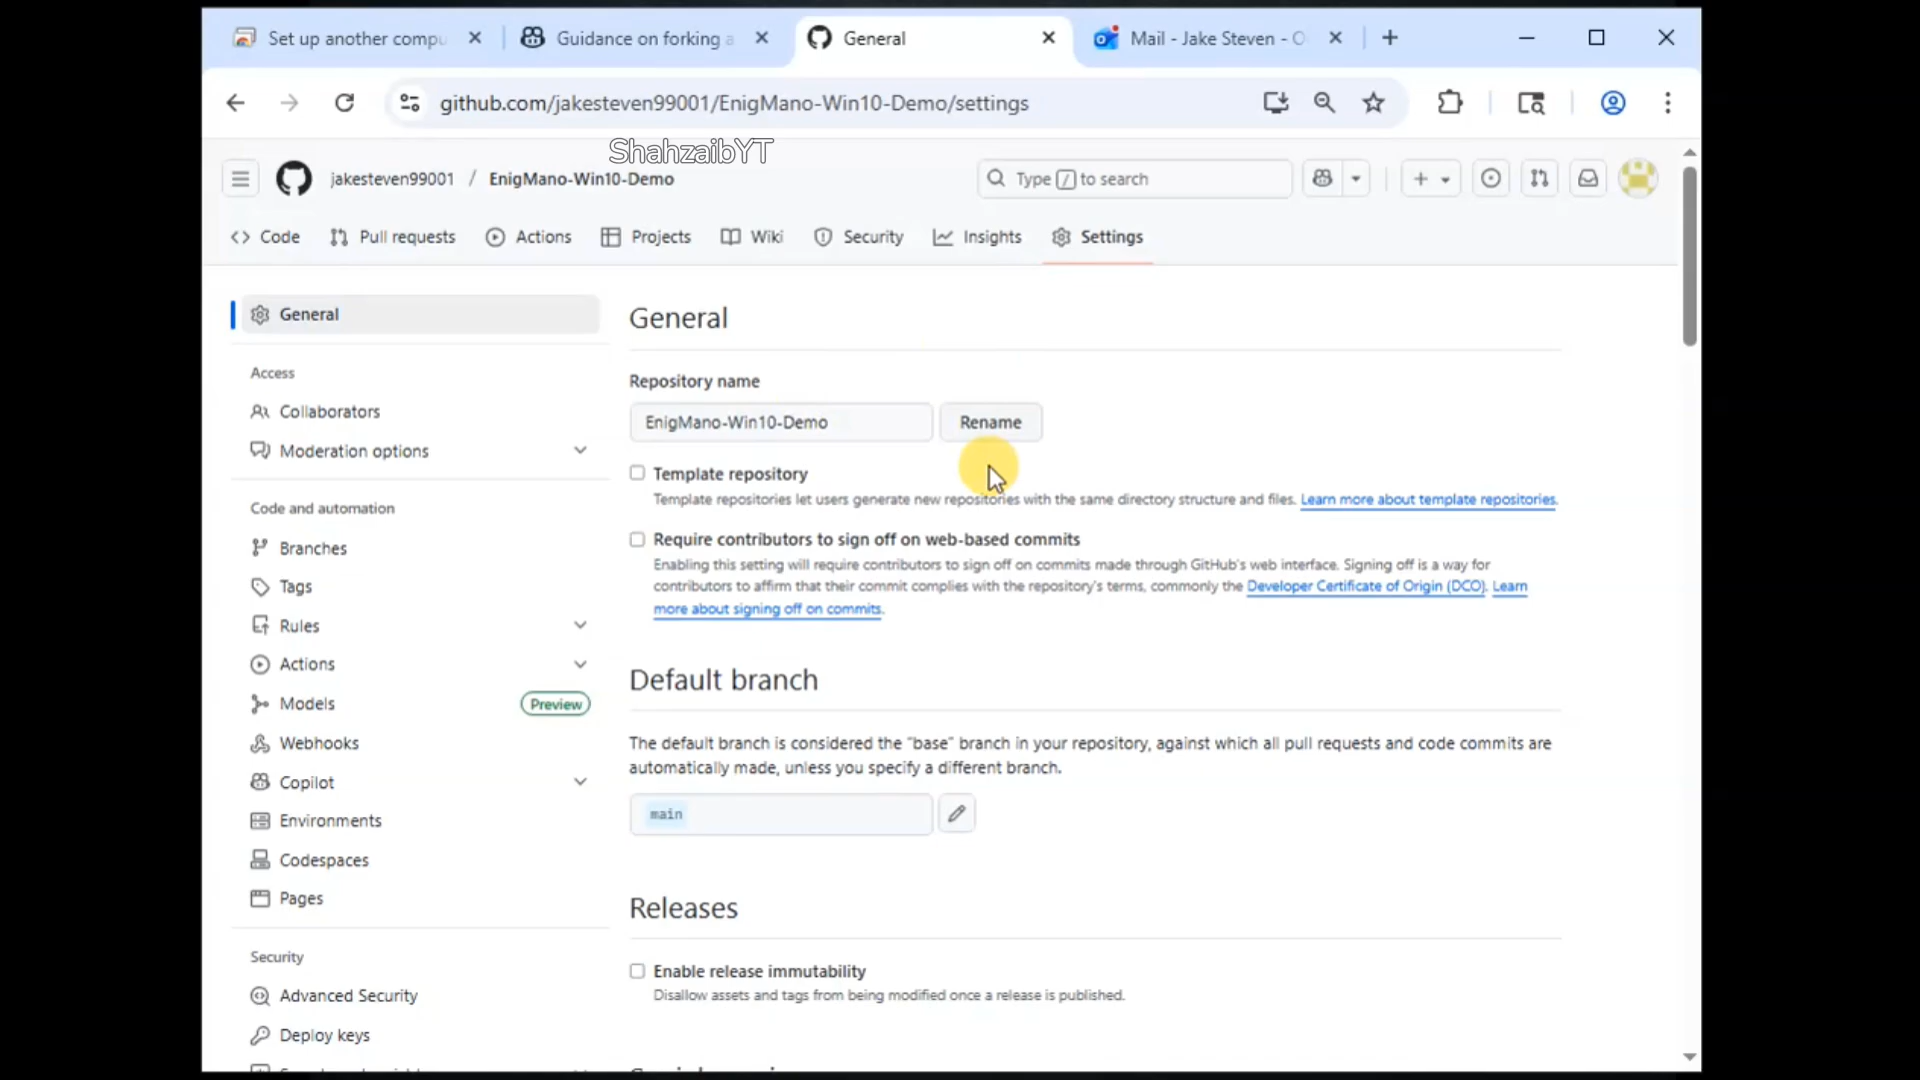 Set up another compu
Guidance on forking a
General
Mail - Jake Steven - O
github.com/jakesteven99001/EnigMano-Win10-Demo/settings
ShahzaibYT
jakesteven99001 / EnigMano-Win10-Demo
Type / to search
Code
Pull requests
Actions
Projects
Wiki
Security
Insights
Settings
General
Access
Collaborators
Moderation options
Code and automation
Branches
Tags
Rules
Actions
Models
Preview
Webhooks
Copilot
Environments
Codespaces
Pages
Security
Advanced Security
Deploy keys
General
Repository name
EnigMano-Win10-Demo
Rename
Template repository
Template repositories let users generate new repositories with the same directory structure and files. Learn more about template repositories.
Require contributors to sign off on web-based commits
Enabling this setting will require contributors to sign off on commits made through GitHub's web interface. Signing off is a way for
contributors to affirm that their commit complies with the repository's terms, commonly the Developer Certificate of Origin (DCO). Learn
more about signing off on commits.
Default branch
The default branch is considered the "base" branch in your repository, against which all pull requests and code commits are
automatically made, unless you specify a different branch.
main
Releases
Enable release immutability
Disallow assets and tags from being modified once a release is published.